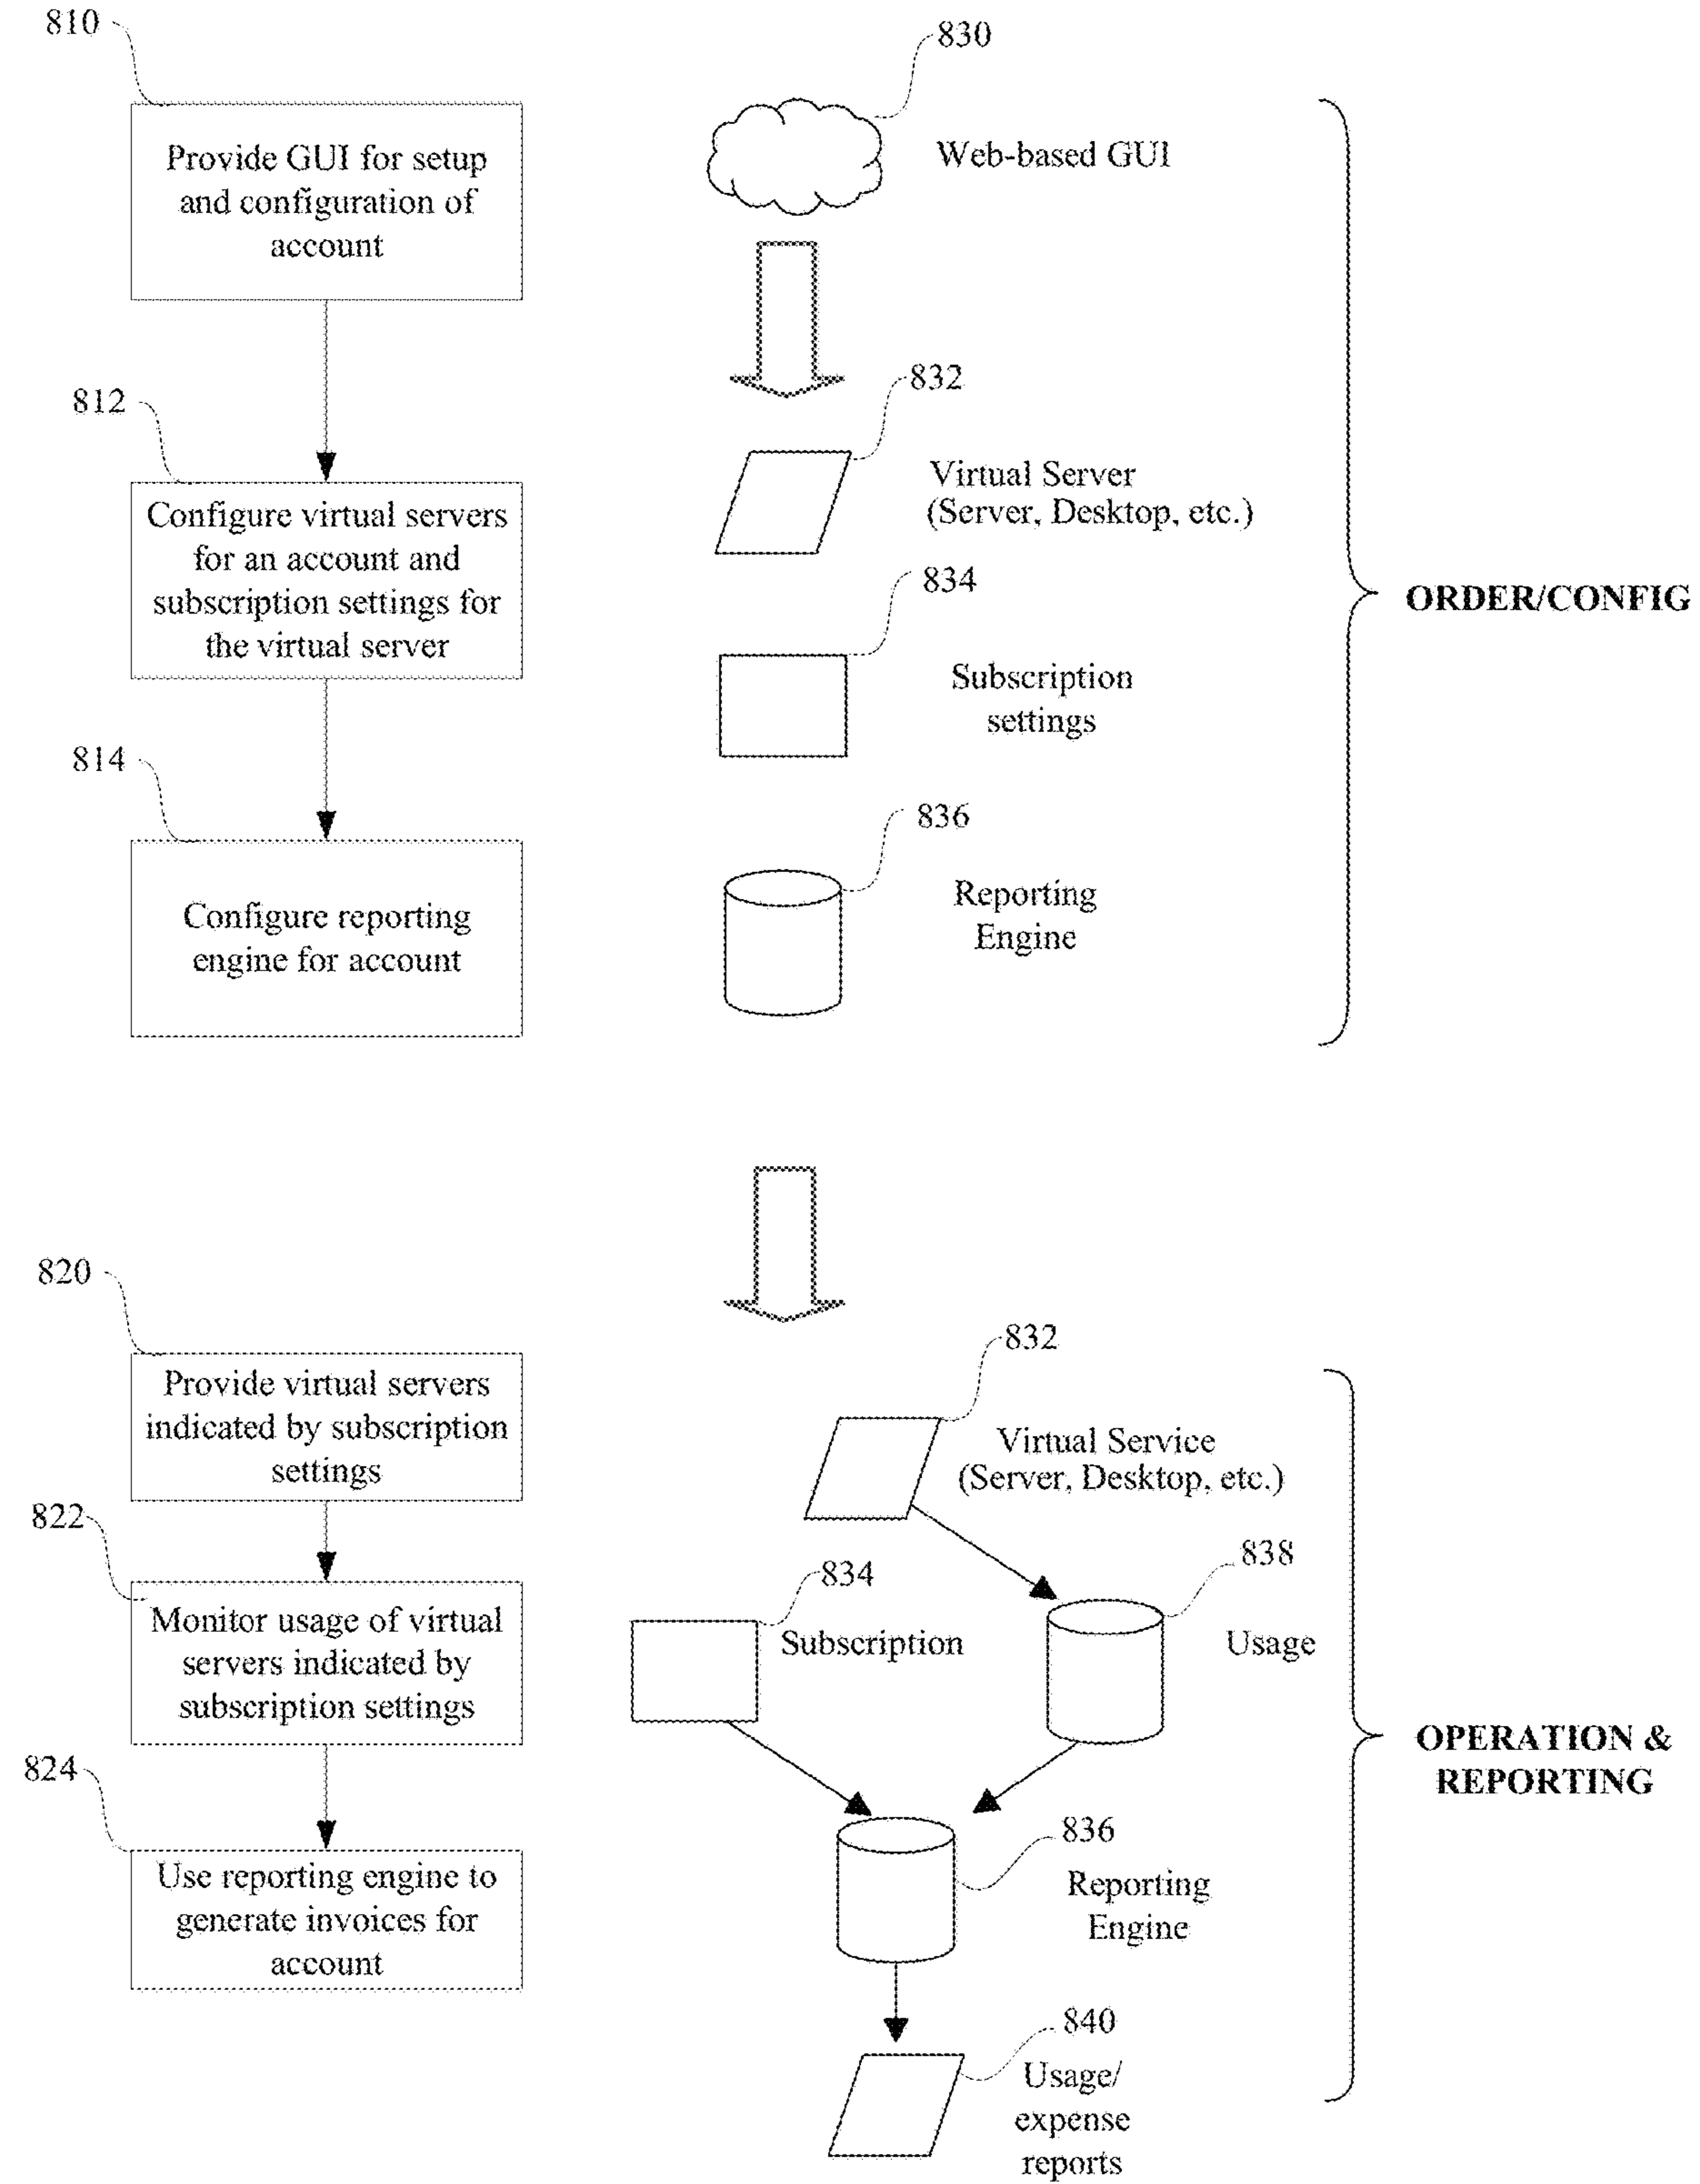 810
Provide GUI for setup
and configuration of
account
830
Web-based GUI
812
Configure virtual servers
for an account and
subscription settings for
the virtual server
832
Virtual Server
(Server, Desktop, etc.)
834
Subscription
settings
ORDER/CONFIG
814
Configure reporting
engine for account
836
Reporting
Engine
820
Provide virtual servers
indicated by subscription
settings
832
Virtual Service
(Server, Desktop, etc.)
822
Monitor usage of virtual
servers indicated by
subscription settings
834
Subscription
838
Usage
OPERATION &
REPORTING
824
Use reporting engine to
generate invoices for
account
836
Reporting
Engine
840
Usage/
expense
reports